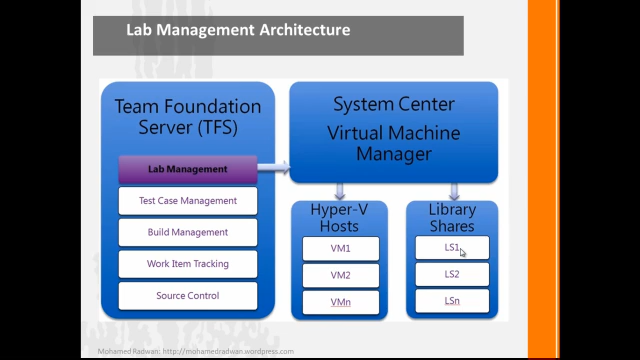 Lab Management Architecture
Team Foundation
Server (TFS)
Lab Management
Test Case Management
Build Management
Work Item Tracking
Source Control
System Center
Virtual Machine
Manager
Hyper-V
Hosts
VM1
VM2
VMn
Library
Shares
LS1
LS2
LSn
Mohamed Radwan: http://mohamedradwan.wordpress.com